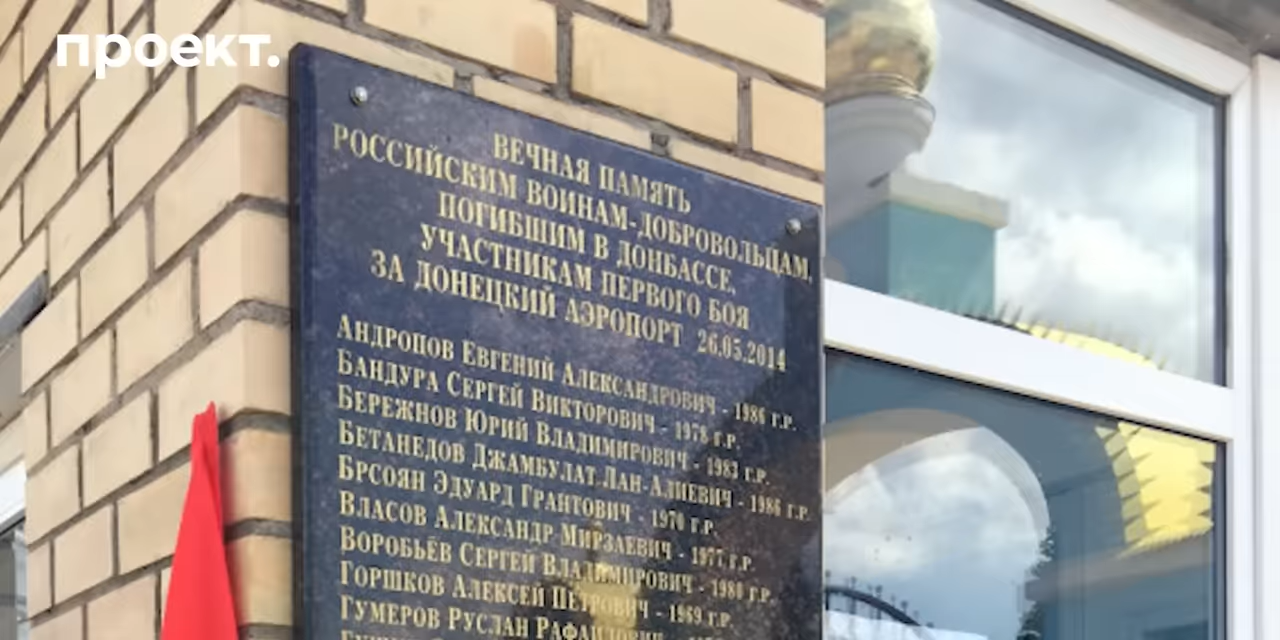 проект.
ВЕЧНАЯ ПАМЯТЬ
РОССИЙСКИМ ВОИНАМ-ДОБРОВОЛЬЦАМ,
ПОГИБШИМ В ДОНБАССЕ,
УЧАСТНИКАМ ПЕРВОГО БОЯ
ЗА ДОНЕЦКИЙ АЭРОПОРТ 26.05.2014
АНДРОПОВ ЕВГЕНИЙ АЛЕКСАНДРОВИЧ - 1986 г.р.
БАНДУРА СЕРГЕЙ ВИКТОРОВИЧ - 1978 г.р.
БЕРЕЖНОВ ЮРИЙ ВЛАДИМИРОВИЧ - 1983 г.р.
БЕТАНЕДОВ ДЖАМБУЛАТ ЛАН-АЛИЕВИЧ - 1986 г.р.
БРСОЯН ЭДУАРД ГРАНТОВИЧ - 1970 г.р.
ВЛАСОВ АЛЕКСАНДР МИРЗАЕВИЧ - 1977 г.р.
ВОРОБЬЁВ СЕРГЕЙ ВЛАДИМИРОВИЧ - 1980 г.р.
ГОРШКОВ АЛЕКСЕЙ ПЕТРОВИЧ - 1969 г.р.
ГУМЕРОВ РУСЛАН РАФАИЛОВИЧ